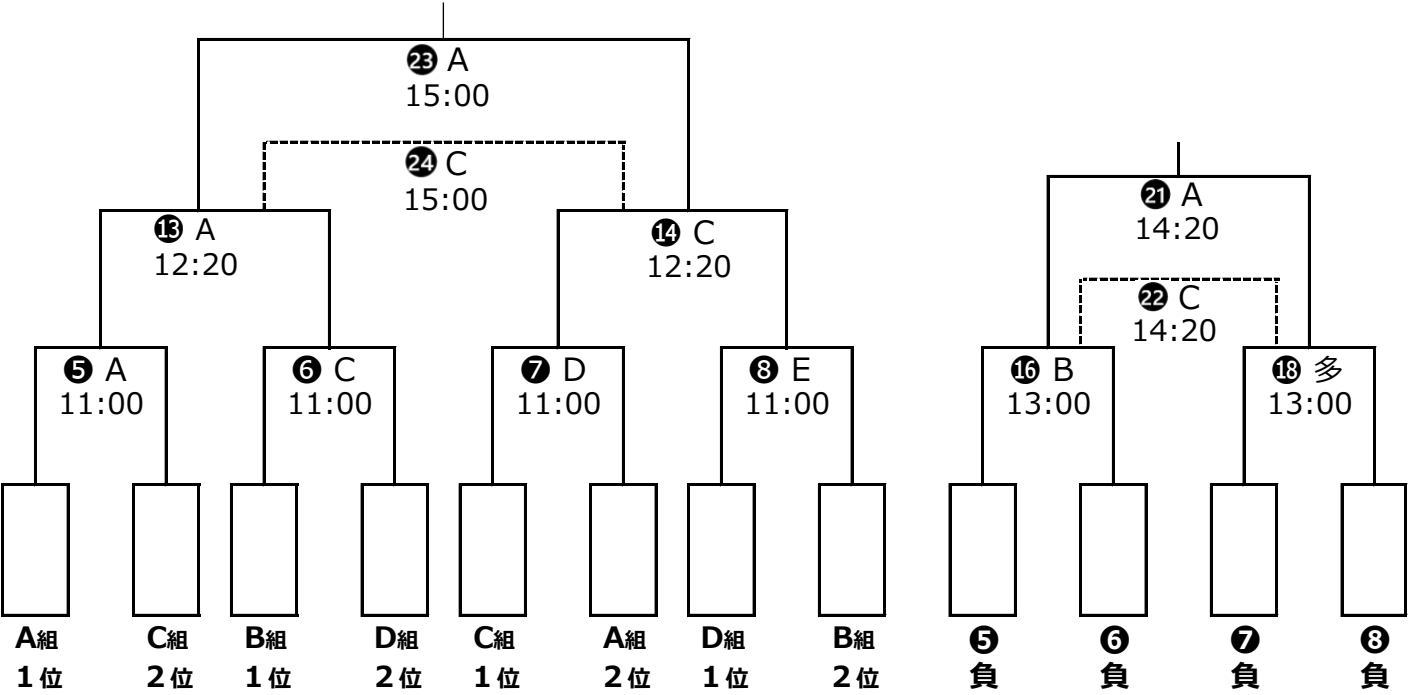 ㉓ A
15:00
㉔ C
15:00
⓭ A
12:20
⓮ C
12:20
㉑ A
14:20
㉒ C
14:20
❺ A
11:00
❻ C
11:00
❼ D
11:00
❽ E
11:00
⓰ B
13:00
⓲ 多
13:00
A組
1位
C組
2位
B組
1位
D組
2位
C組
1位
A組
2位
D組
1位
B組
2位
❺
負
❻
負
❼
負
❽
負